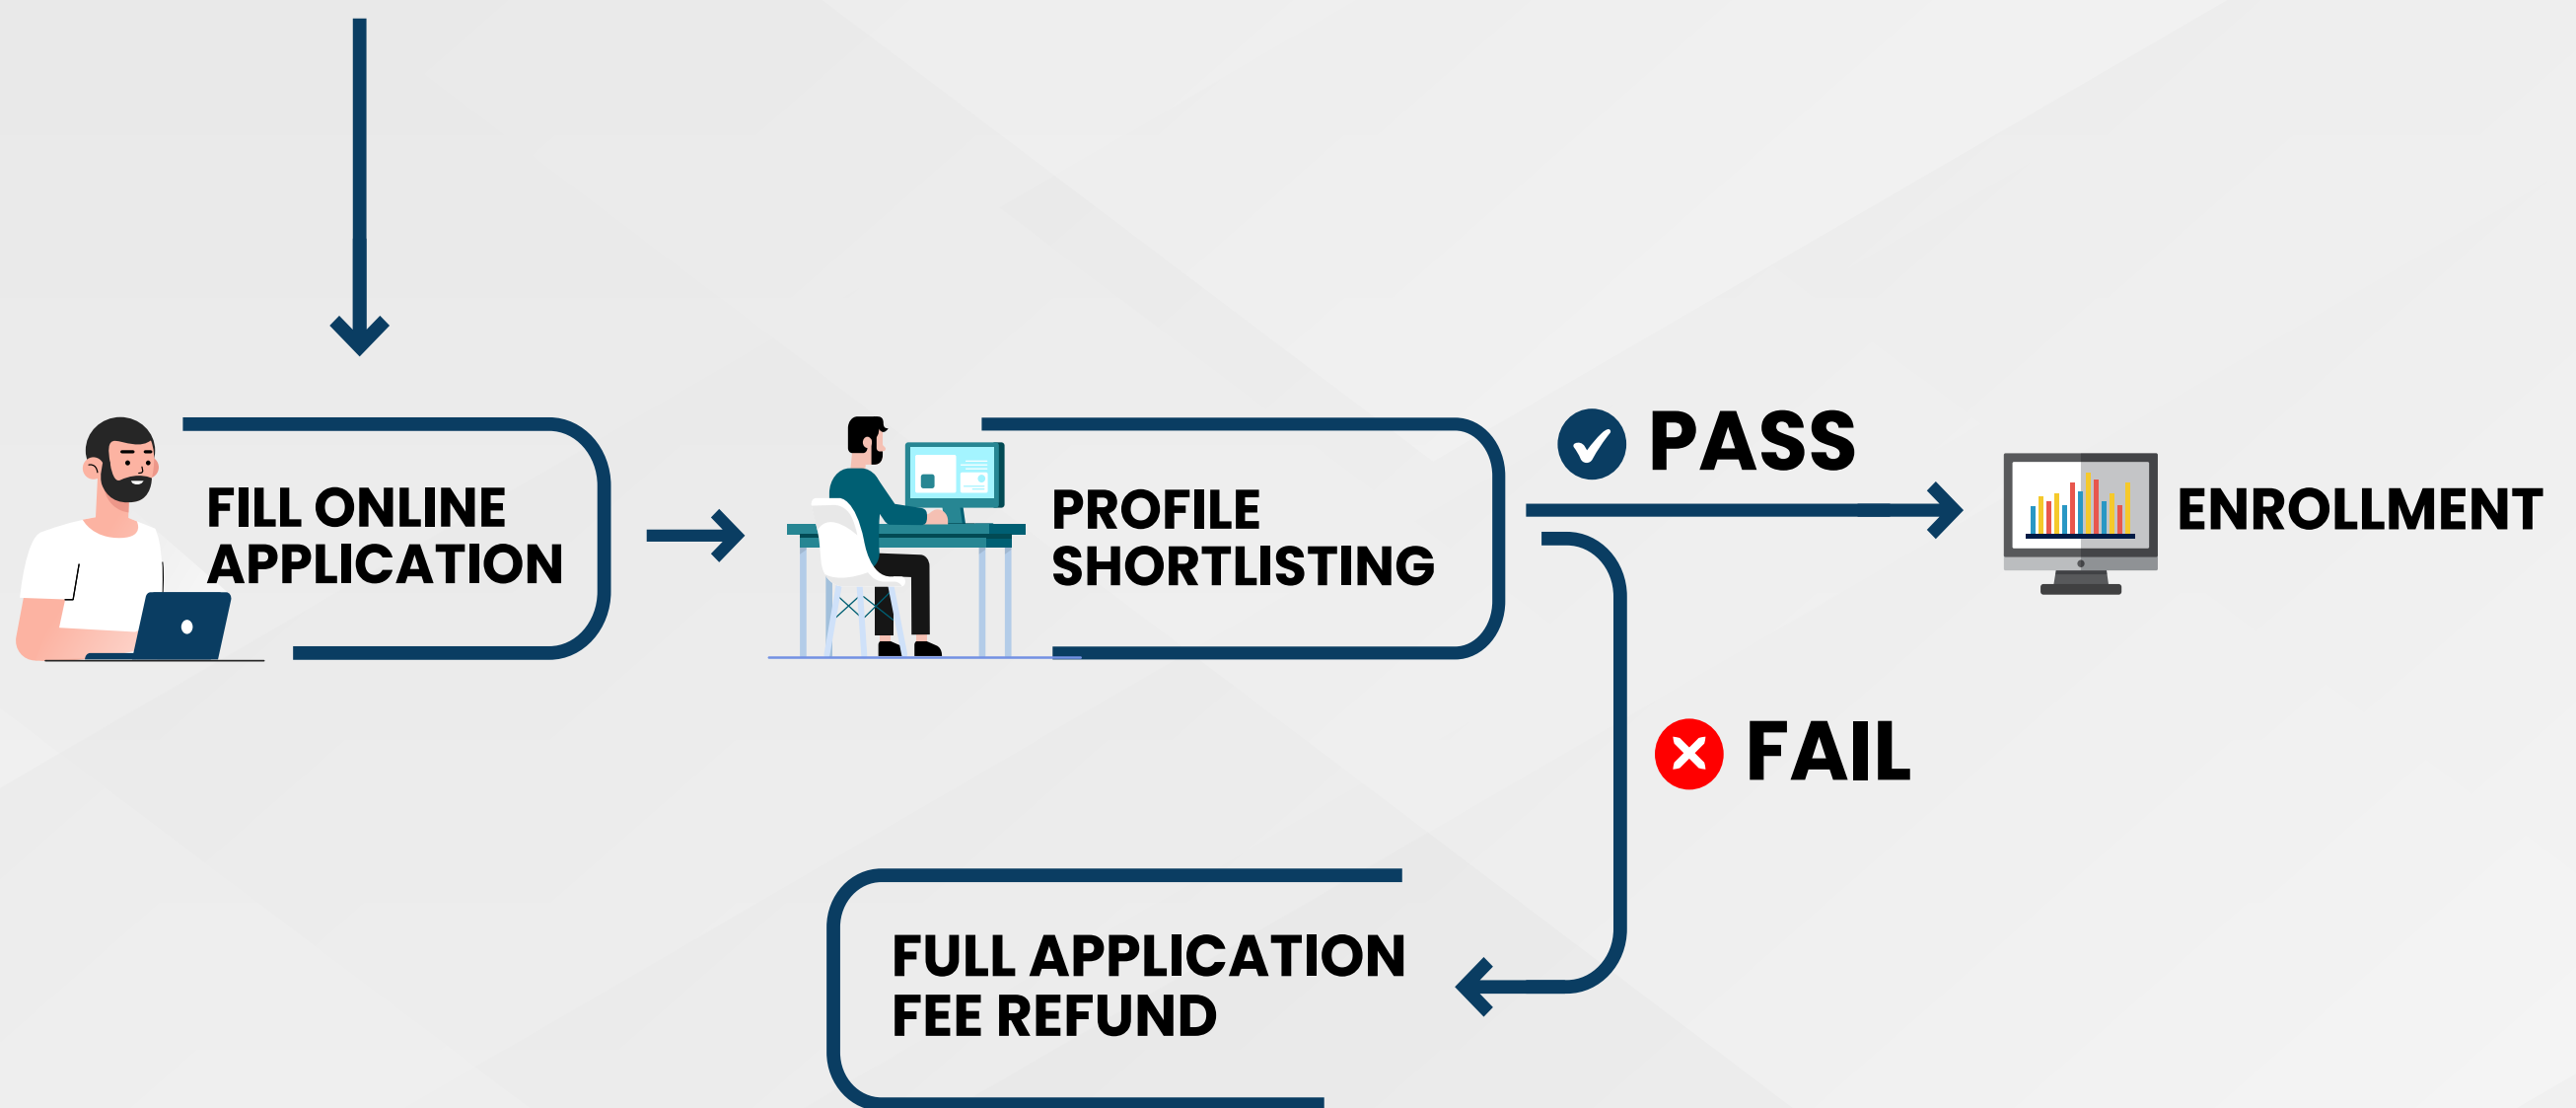 FILL ONLINE
APPLICATION
PROFILE
SHORTLISTING
PASS
ENROLLMENT
FAIL
FULL APPLICATION
FEE REFUND